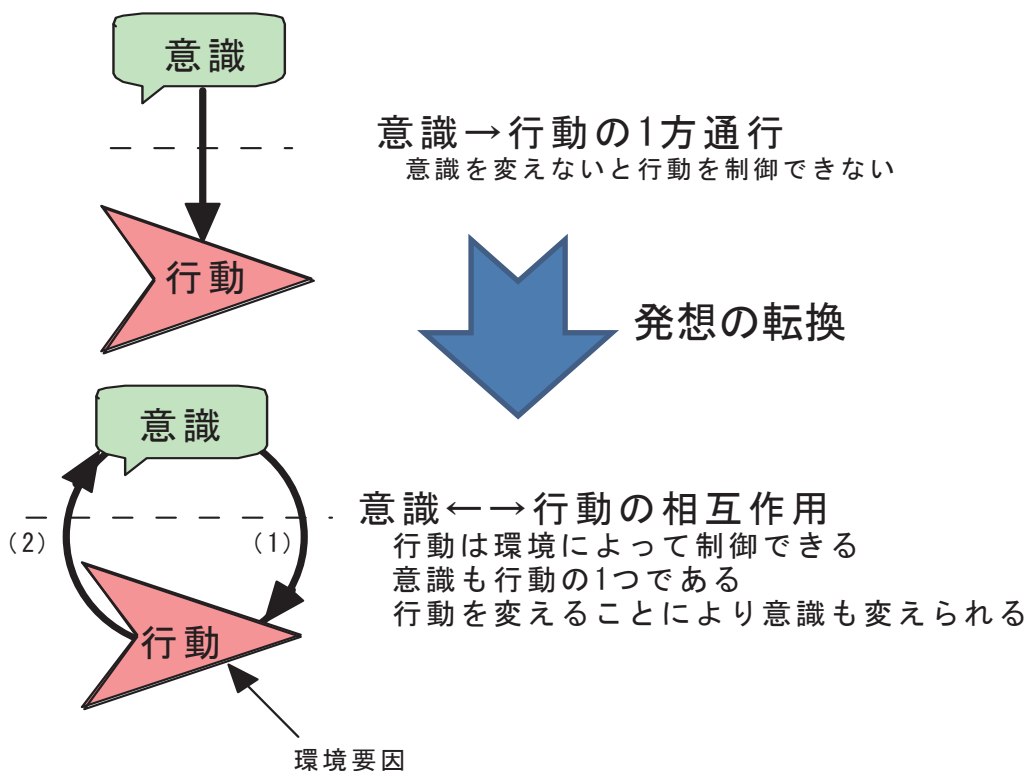 意識
意識→行動の1方通行
意識を変えないと行動を制御できない
行動
発想の転換
意識
意識←→行動の相互作用
(2)
(1)
行動は環境によって制御できる
意識も行動の1つである
行動を変えることにより意識も変えられる
行動
環境要因